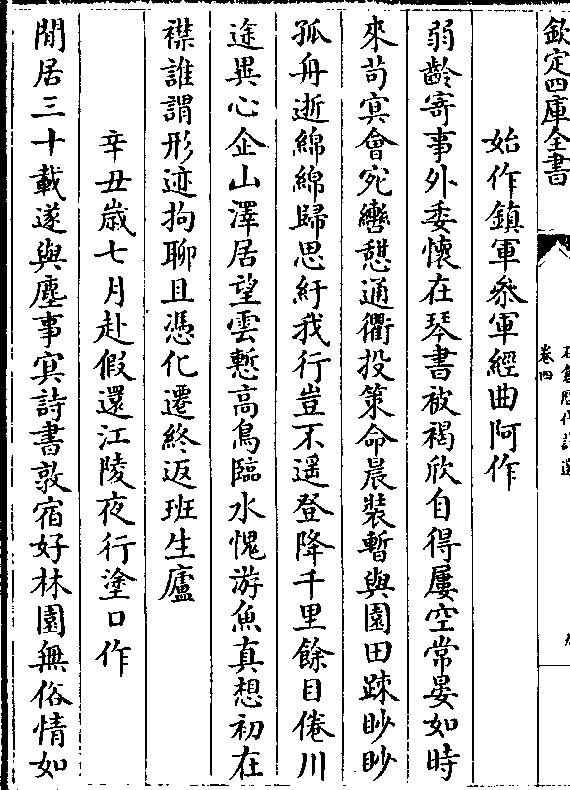 欽定四庫全書
石倉歷代詩選
卷四
始作鎮軍叅軍經曲阿作
弱齡寄事外委懷在琴書被褐欣自得屢空常晏如時
來茍㝠會宛轡憇通衢投策命晨裝暫與園田踈眇眇
孤舟逝綿綿歸思紆我行豈不遥登降千里餘目倦川
途異心企山澤居望雲慙高鳥臨水愧游魚真想初在
襟誰謂形迹拘聊且憑化遷終返班生廬
辛丑歲七月赴假還江陵夜行塗口作
閒居三十載遂與塵事㝠詩書敦宿好林園無俗情如